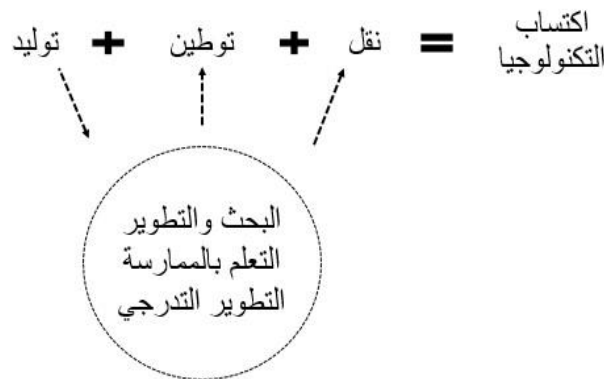 اكتساب
التكنولوجيا
= نقل + توطين + توليد
البحث والتطوير
التعلم بالممارسة
التطوير التدرجي